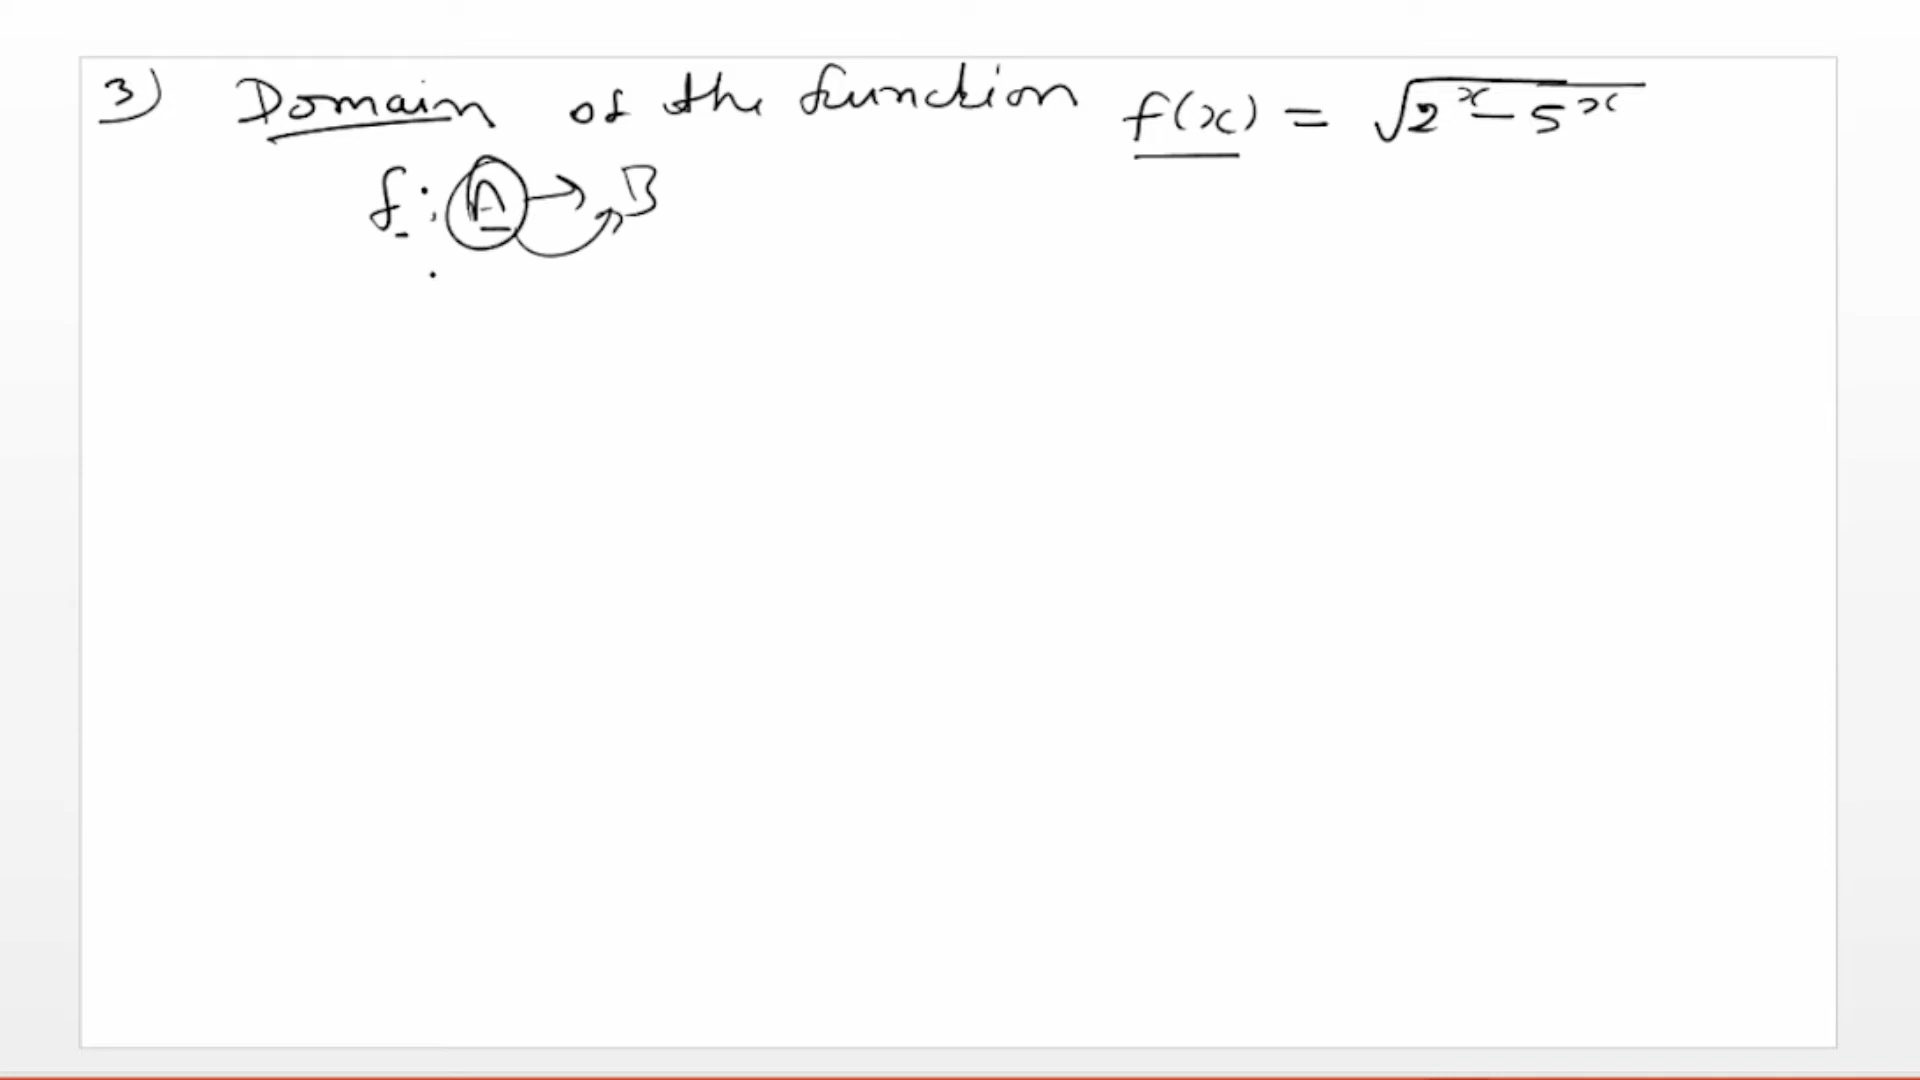 3) Domain of the function f(x) = √(2^x - 5^x)
f : A → B